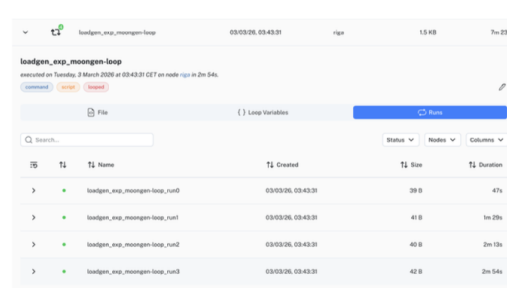 loadgen_exp_moongen-loop 03/03/26, 03:43:31 riga 1.5 KB 7m 23
loadgen_exp_moongen-loop
executed on Tuesday, 3 March 2026 at 03:43:31 CET on node riga in 2m 54s.
command script looped
File { } Loop Variables Runs
Search... Status Nodes Columns
Name Created Size Duration
loadgen_exp_moongen-loop_run0 03/03/26, 03:43:31 39 B 47s
loadgen_exp_moongen-loop_run1 03/03/26, 03:43:31 41 B 1m 29s
loadgen_exp_moongen-loop_run2 03/03/26, 03:43:31 40 B 2m 13s
loadgen_exp_moongen-loop_run3 03/03/26, 03:43:31 42 B 2m 54s